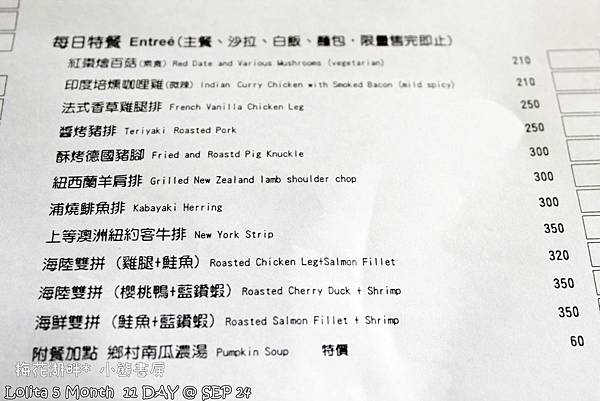 每日特餐 Entreé(主餐、沙拉、白飯、麵包，限量售完即止)
紅棗燴百菇(素食) Red Date and Various Mushrooms (vegetarian) 210
印度培燻咖哩雞(微辣) Indian Curry Chicken with Smoked Bacon (mild spicy) 210
法式香草雞腿排 French Vanilla Chicken Leg 250
醬烤豬排 Teriyaki Roasted Pork 250
酥烤德國豬腳 Fried and Roastd Pig Knuckle 300
紐西蘭羊肩排 Grilled New Zealand lamb shoulder chop 300
浦燒鯡魚排 Kabayaki Herring 300
上等澳洲紐約客牛排 New York Strip 350
海陸雙拼 (雞腿+鮭魚) Roasted Chicken Leg+Salmon Fillet 320
海陸雙拼 (櫻桃鴨+藍鑽蝦) Roasted Cherry Duck + Shrimp 350
海鮮雙拼 (鮭魚+藍鑽蝦) Roasted Salmon Fillet + Shrimp 350
附餐加點 鄉村南瓜濃湯 Pumpkin Soup 特價 60
梅花湖畔* 小熊書房
Lolita 5 Month 11 DAY @ SEP 24